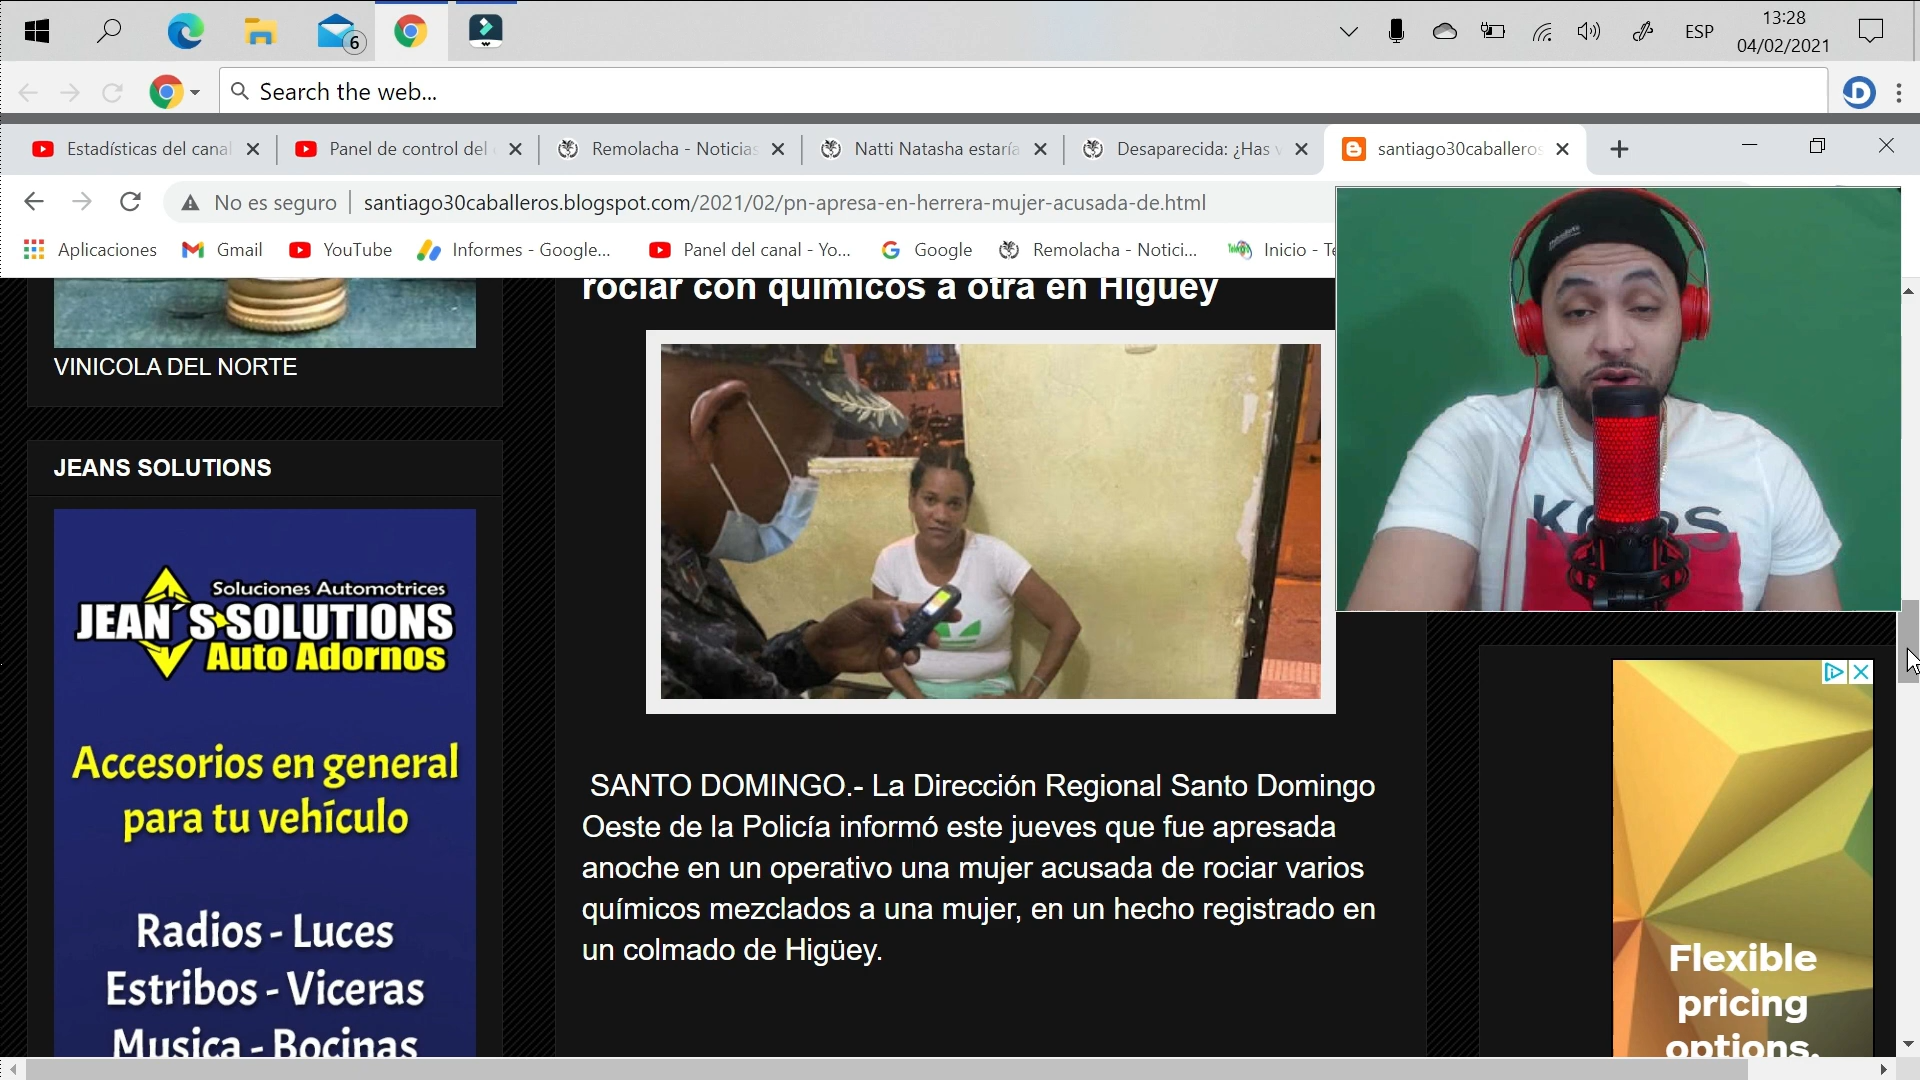 6
ESP
13:28
04/02/2021
Search the web...
Estadísticas del canal
Panel de control del
Remolacha - Noticias
Natti Natasha estaría
Desaparecida: ¿Has
santiago30caballeros
No es seguro
santiago30caballeros.blogspot.com/2021/02/pn-apresa-en-herrera-mujer-acusada-de.html
Aplicaciones
Gmail
YouTube
Informes - Google...
Panel del canal - Yo...
Google
Remolacha - Notici...
Inicio - Te
rociar con químicos a otra en Higüey
VINICOLA DEL NORTE
JEANS SOLUTIONS
Soluciones Automotrices
JEAN´S SOLUTIONS
Auto Adornos
Accesorios en general
para tu vehículo
Radios - Luces
Estribos - Viceras
Musica - Bocinas
SANTO DOMINGO.- La Dirección Regional Santo Domingo
Oeste de la Policía informó este jueves que fue apresada
anoche en un operativo una mujer acusada de rociar varios
químicos mezclados a una mujer, en un hecho registrado en
un colmado de Higüey.
Flexible
pricing
options.